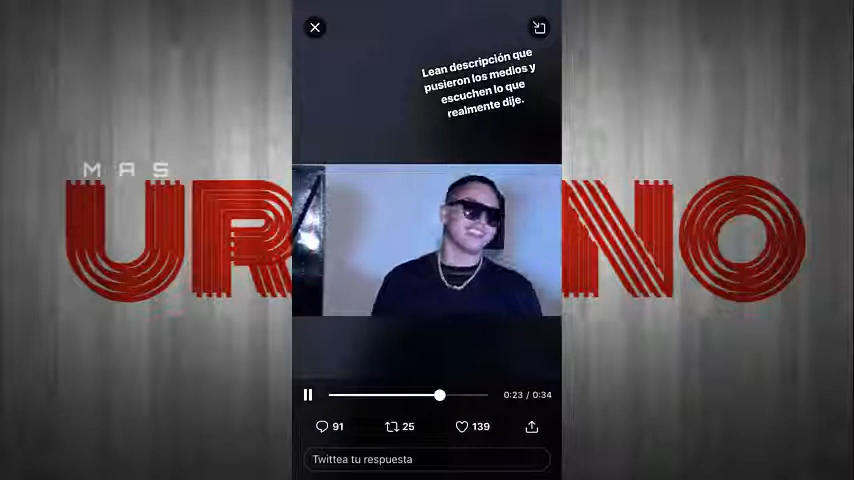 Lean descripción que
pusieron los medios y
escuchen lo que
realmente dije.
MAS
UR NO
0:23 / 0:34
91
25
139
Twittea tu respuesta